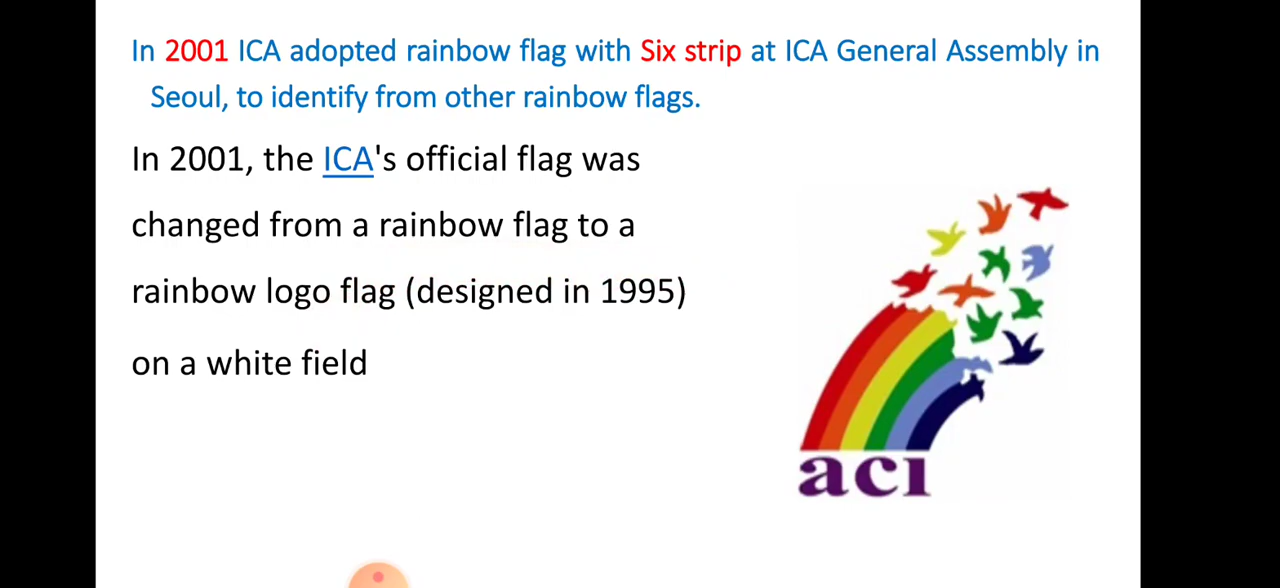 In 2001 ICA adopted rainbow flag with Six strip at ICA General Assembly in
Seoul, to identify from other rainbow flags.
In 2001, the ICA's official flag was
changed from a rainbow flag to a
rainbow logo flag (designed in 1995)
on a white field
aci